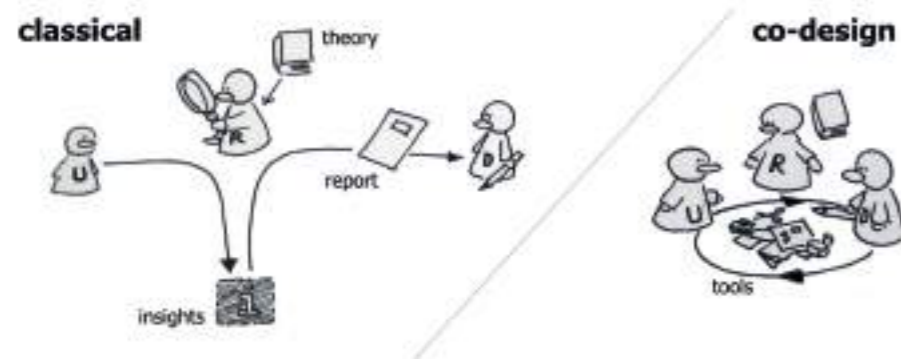 classical
theory
R
U
report
D
insights
co-design
R
U
D
tools